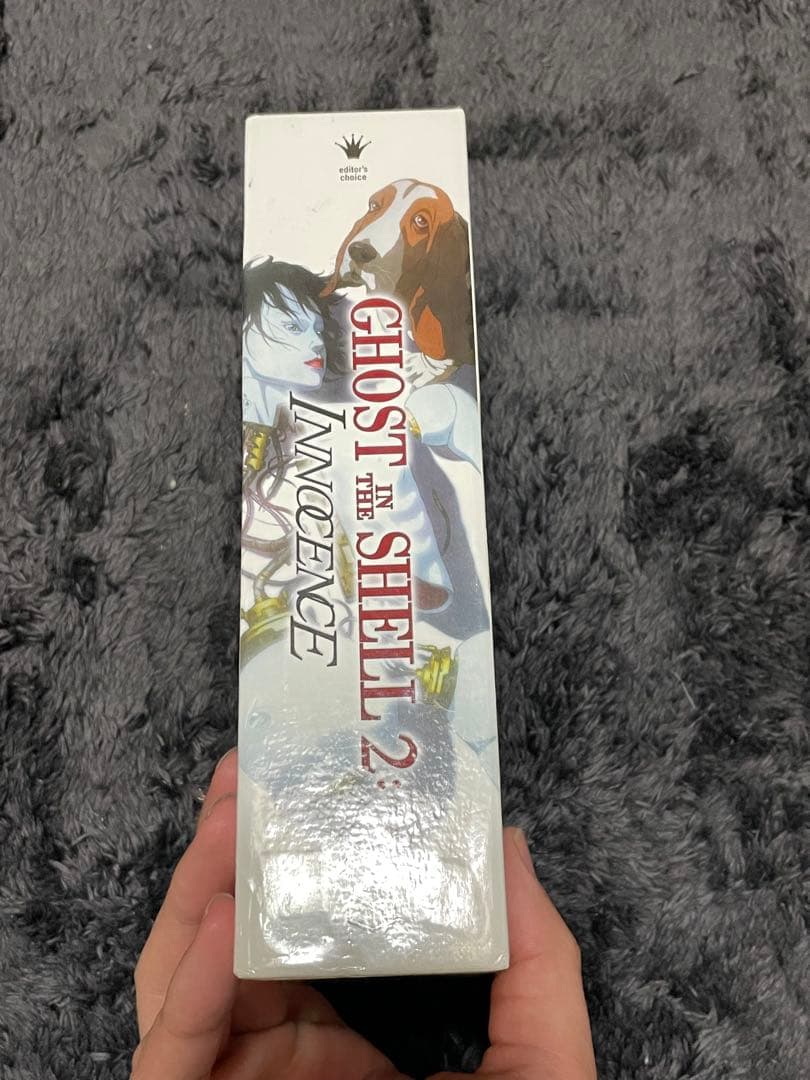 editor's
choice
GHOST IN THE SHELL 2:
INNOCENCE